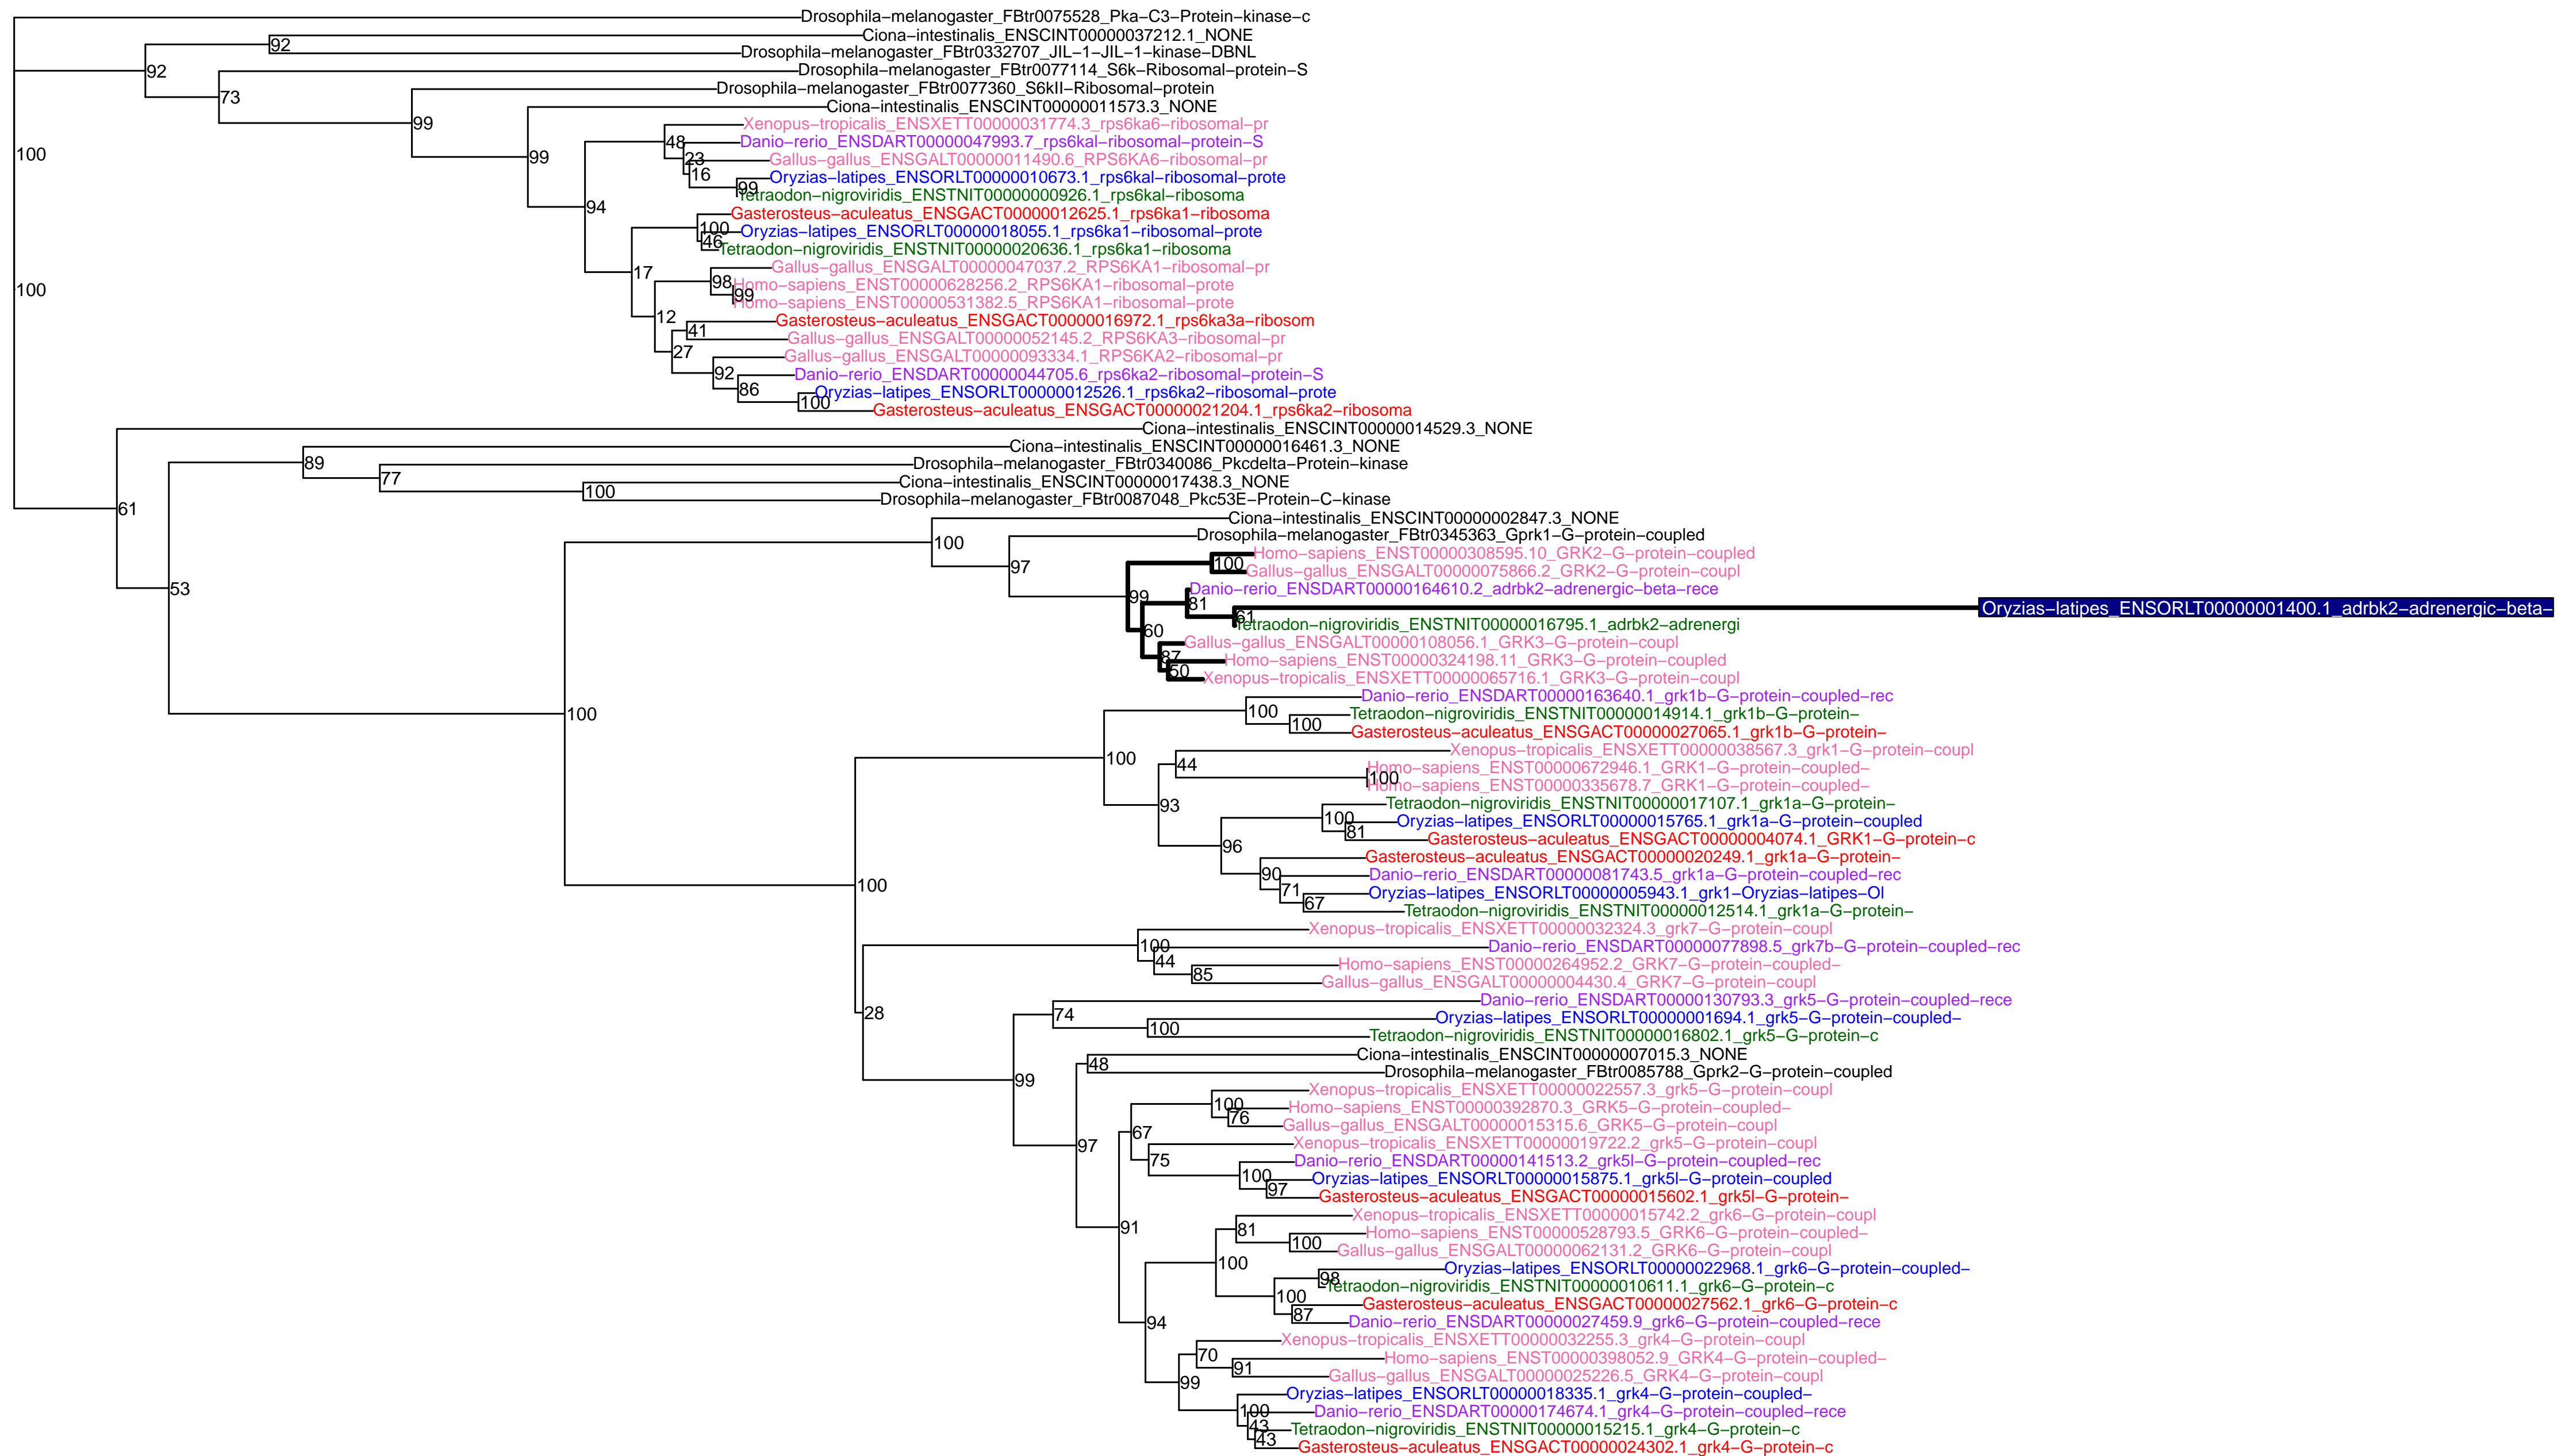 Drosophila−melanogaster_FBtr0075528_Pka−C3−Protein−kinase−c
Ciona−intestinalis_ENSCINT00000037212.1_NONE
92
Drosophila−melanogaster_FBtr0332707_JIL−1−JIL−1−kinase−DBNL
92
Drosophila−melanogaster_FBtr0077114_S6k−Ribosomal−protein−S
73
Drosophila−melanogaster_FBtr0077360_S6kII−Ribosomal−protein
99
Ciona−intestinalis_ENSCINT00000011573.3_NONE
Xenopus−tropicalis_ENSXETT00000031774.3_rps6ka6−ribosomal−pr
48
Danio−rerio_ENSDART00000047993.7_rps6kal−ribosomal−protein−S
100
99
23
Gallus−gallus_ENSGALT00000011490.6_RPS6KA6−ribosomal−pr
16
Oryzias−latipes_ENSORLT00000010673.1_rps6kal−ribosomal−prote
99
Tetraodon−nigroviridis_ENSTNIT00000000926.1_rps6kal−ribosoma
94
Gasterosteus−aculeatus_ENSGACT00000012625.1_rps6ka1−ribosoma
100
Oryzias−latipes_ENSORLT00000018055.1_rps6ka1−ribosomal−prote
46
Tetraodon−nigroviridis_ENSTNIT00000020636.1_rps6ka1−ribosoma
17
Gallus−gallus_ENSGALT00000047037.2_RPS6KA1−ribosomal−pr
98
Homo−sapiens_ENST00000628256.2_RPS6KA1−ribosomal−prote
100
99
Homo−sapiens_ENST00000531382.5_RPS6KA1−ribosomal−prote
12
Gasterosteus−aculeatus_ENSGACT00000016972.1_rps6ka3a−ribosom
41
Gallus−gallus_ENSGALT00000052145.2_RPS6KA3−ribosomal−pr
27
Gallus−gallus_ENSGALT00000093334.1_RPS6KA2−ribosomal−pr
92
Danio−rerio_ENSDART00000044705.6_rps6ka2−ribosomal−protein−S
86
Oryzias−latipes_ENSORLT00000012526.1_rps6ka2−ribosomal−prote
100
Gasterosteus−aculeatus_ENSGACT00000021204.1_rps6ka2−ribosoma
Ciona−intestinalis_ENSCINT00000014529.3_NONE
Ciona−intestinalis_ENSCINT00000016461.3_NONE
89
Drosophila−melanogaster_FBtr0340086_Pkcdelta−Protein−kinase
77
Ciona−intestinalis_ENSCINT00000017438.3_NONE
100
Drosophila−melanogaster_FBtr0087048_Pkc53E−Protein−C−kinase
61
Ciona−intestinalis_ENSCINT00000002847.3_NONE
Drosophila−melanogaster_FBtr0345363_Gprk1−G−protein−coupled
100
Homo−sapiens_ENST00000308595.10_GRK2−G−protein−coupled
97
100
Gallus−gallus_ENSGALT00000075866.2_GRK2−G−protein−coupl
53
Danio−rerio_ENSDART00000164610.2_adrbk2−adrenergic−beta−rece
99
81
Oryzias−latipes_ENSORLT00000001400.1_adrbk2−adrenergic−beta−
61
Tetraodon−nigroviridis_ENSTNIT00000016795.1_adrbk2−adrenergi
60
Gallus−gallus_ENSGALT00000108056.1_GRK3−G−protein−coupl
87
Homo−sapiens_ENST00000324198.11_GRK3−G−protein−coupled
50
Xenopus−tropicalis_ENSXETT00000065716.1_GRK3−G−protein−coupl
Danio−rerio_ENSDART00000163640.1_grk1b−G−protein−coupled−rec
100
100
Tetraodon−nigroviridis_ENSTNIT00000014914.1_grk1b−G−protein−
100
Gasterosteus−aculeatus_ENSGACT00000027065.1_grk1b−G−protein−
Xenopus−tropicalis_ENSXETT00000038567.3_grk1−G−protein−coupl
100
44
Homo−sapiens_ENST00000672946.1_GRK1−G−protein−coupled−
100
Homo−sapiens_ENST00000335678.7_GRK1−G−protein−coupled−
93
Tetraodon−nigroviridis_ENSTNIT00000017107.1_grk1a−G−protein−
100
Oryzias−latipes_ENSORLT00000015765.1_grk1a−G−protein−coupled
81
Gasterosteus−aculeatus_ENSGACT00000004074.1_GRK1−G−protein−c
96
Gasterosteus−aculeatus_ENSGACT00000020249.1_grk1a−G−protein−
90
Danio−rerio_ENSDART00000081743.5_grk1a−G−protein−coupled−rec
100
71
Oryzias−latipes_ENSORLT00000005943.1_grk1−Oryzias−latipes−Ol
67
Tetraodon−nigroviridis_ENSTNIT00000012514.1_grk1a−G−protein−
Xenopus−tropicalis_ENSXETT00000032324.3_grk7−G−protein−coupl
100
Danio−rerio_ENSDART00000077898.5_grk7b−G−protein−coupled−rec
44
Homo−sapiens_ENST00000264952.2_GRK7−G−protein−coupled−
85
Gallus−gallus_ENSGALT00000004430.4_GRK7−G−protein−coupl
Danio−rerio_ENSDART00000130793.3_grk5−G−protein−coupled−rece
28
74
Oryzias−latipes_ENSORLT00000001694.1_grk5−G−protein−coupled−
100
Tetraodon−nigroviridis_ENSTNIT00000016802.1_grk5−G−protein−c
Ciona−intestinalis_ENSCINT00000007015.3_NONE
48
Drosophila−melanogaster_FBtr0085788_Gprk2−G−protein−coupled
99
Xenopus−tropicalis_ENSXETT00000022557.3_grk5−G−protein−coupl
100
Homo−sapiens_ENST00000392870.3_GRK5−G−protein−coupled−
76
Gallus−gallus_ENSGALT00000015315.6_GRK5−G−protein−coupl
67
97
Xenopus−tropicalis_ENSXETT00000019722.2_grk5−G−protein−coupl
75
Danio−rerio_ENSDART00000141513.2_grk5l−G−protein−coupled−rec
100
Oryzias−latipes_ENSORLT00000015875.1_grk5l−G−protein−coupled
97
Gasterosteus−aculeatus_ENSGACT00000015602.1_grk5l−G−protein−
91
Xenopus−tropicalis_ENSXETT00000015742.2_grk6−G−protein−coupl
81
Homo−sapiens_ENST00000528793.5_GRK6−G−protein−coupled−
100
Gallus−gallus_ENSGALT00000062131.2_GRK6−G−protein−coupl
100
Oryzias−latipes_ENSORLT00000022968.1_grk6−G−protein−coupled−
98
Tetraodon−nigroviridis_ENSTNIT00000010611.1_grk6−G−protein−c
100
Gasterosteus−aculeatus_ENSGACT00000027562.1_grk6−G−protein−c
87
Danio−rerio_ENSDART00000027459.9_grk6−G−protein−coupled−rece
94
Xenopus−tropicalis_ENSXETT00000032255.3_grk4−G−protein−coupl
70
Homo−sapiens_ENST00000398052.9_GRK4−G−protein−coupled−
91
Gallus−gallus_ENSGALT00000025226.5_GRK4−G−protein−coupl
99
Oryzias−latipes_ENSORLT00000018335.1_grk4−G−protein−coupled−
100
Danio−rerio_ENSDART00000174674.1_grk4−G−protein−coupled−rece
43
Tetraodon−nigroviridis_ENSTNIT00000015215.1_grk4−G−protein−c
43
Gasterosteus−aculeatus_ENSGACT00000024302.1_grk4−G−protein−c